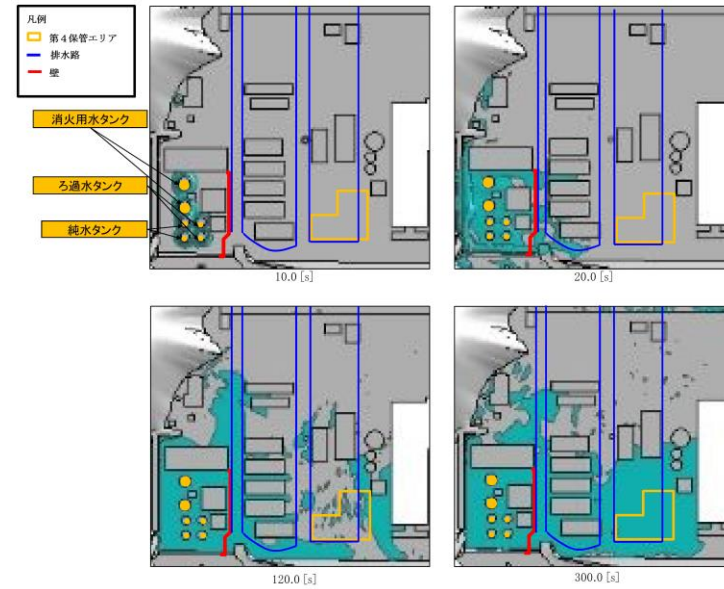 凡例
第4保管エリア
排水路
壁
消火用水タンク
ろ過水タンク
純水タンク
10.0 [s]
20.0 [s]
120.0 [s]
300.0 [s]